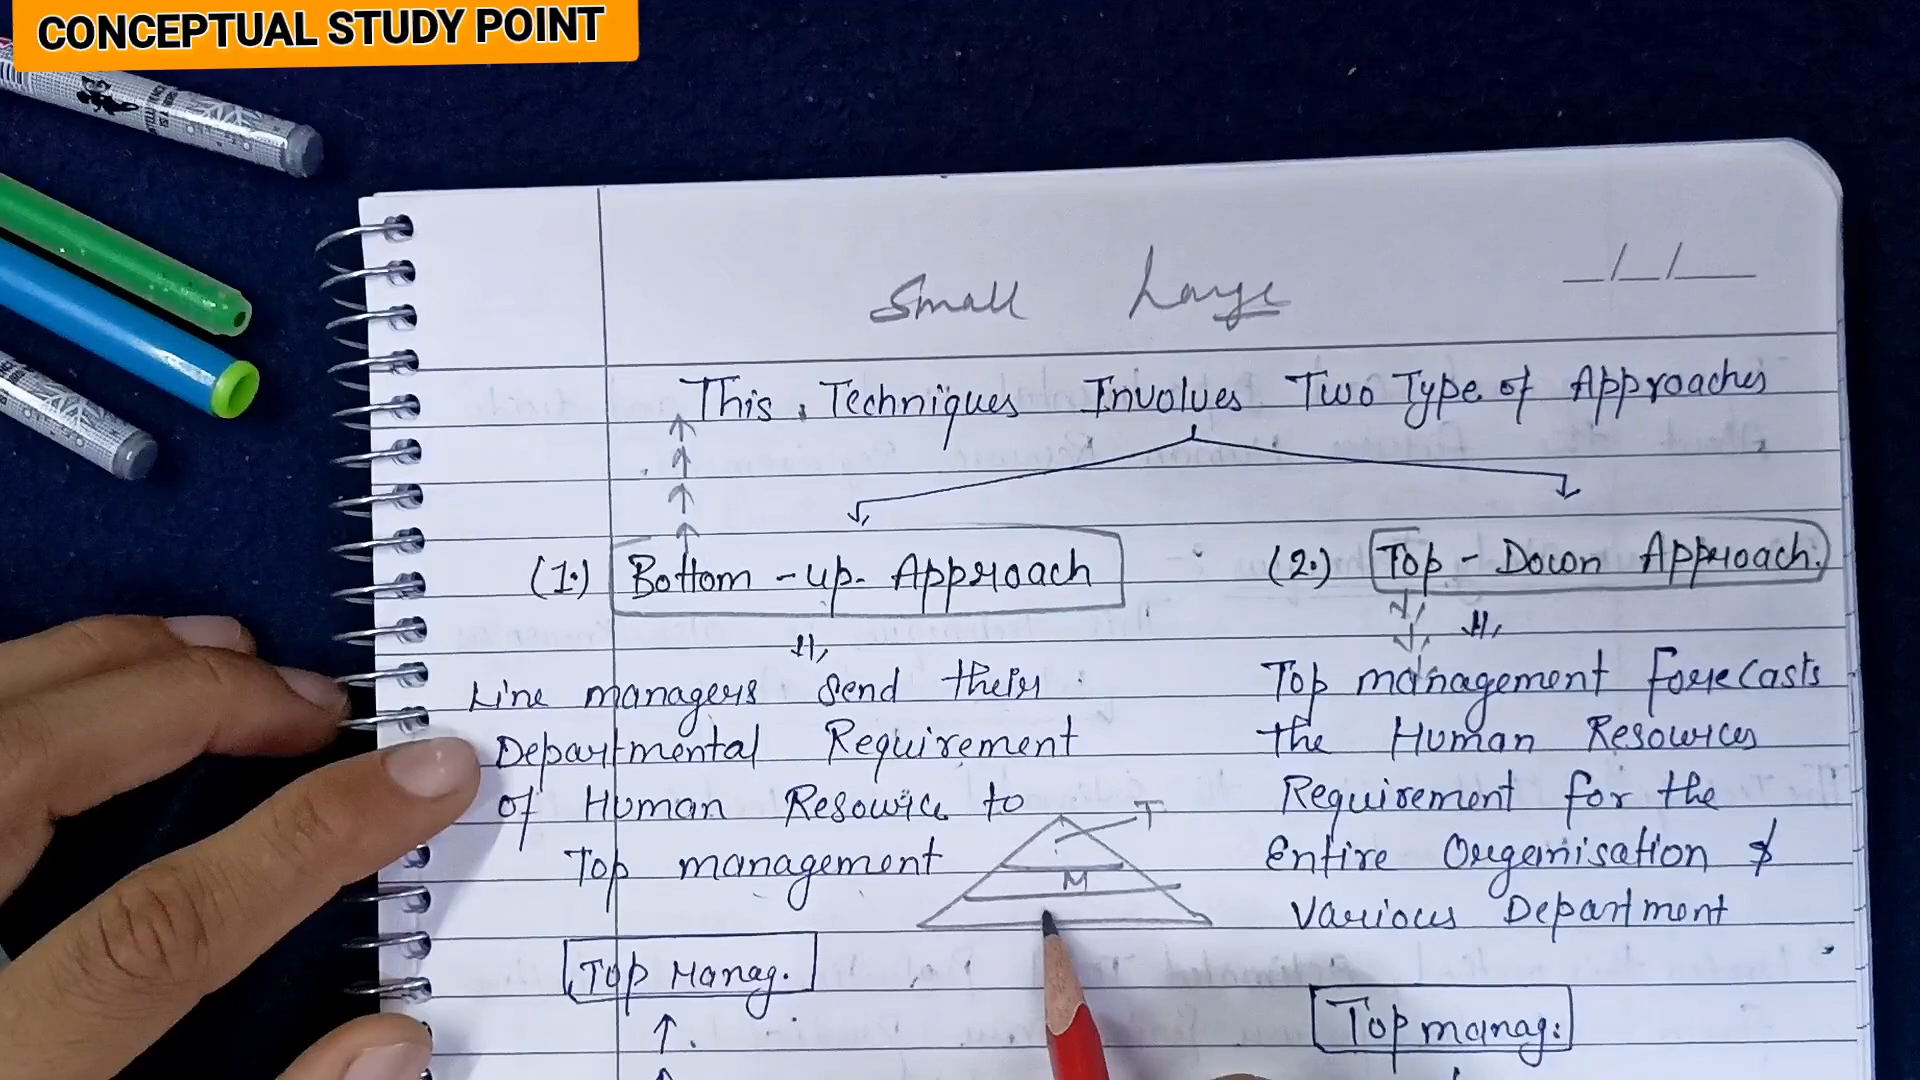 CONCEPTUAL STUDY POINT
Small Large
_/_/_
This Techniques Involves Two Type of Approaches
(1.) Bottom-up- Approach
(2.) Top-Down Approach.
Line managers send their
Departmental Requirement
of Human Resource to
Top management
T
M
Top Manag.
Top management forecasts
the Human Resources
Requirement for the
Entire Organisation &
various Department
Top manag: